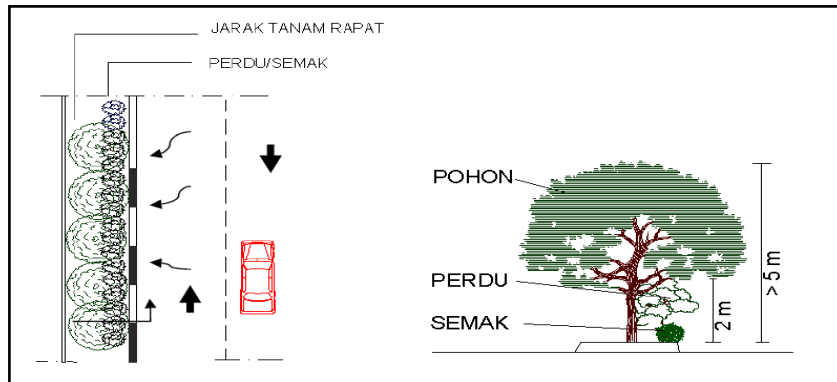 JARAK TANAM RAPAT
PERDU/SEMAK
POHON
PERDU
SEMAK
2 m
> 5 m